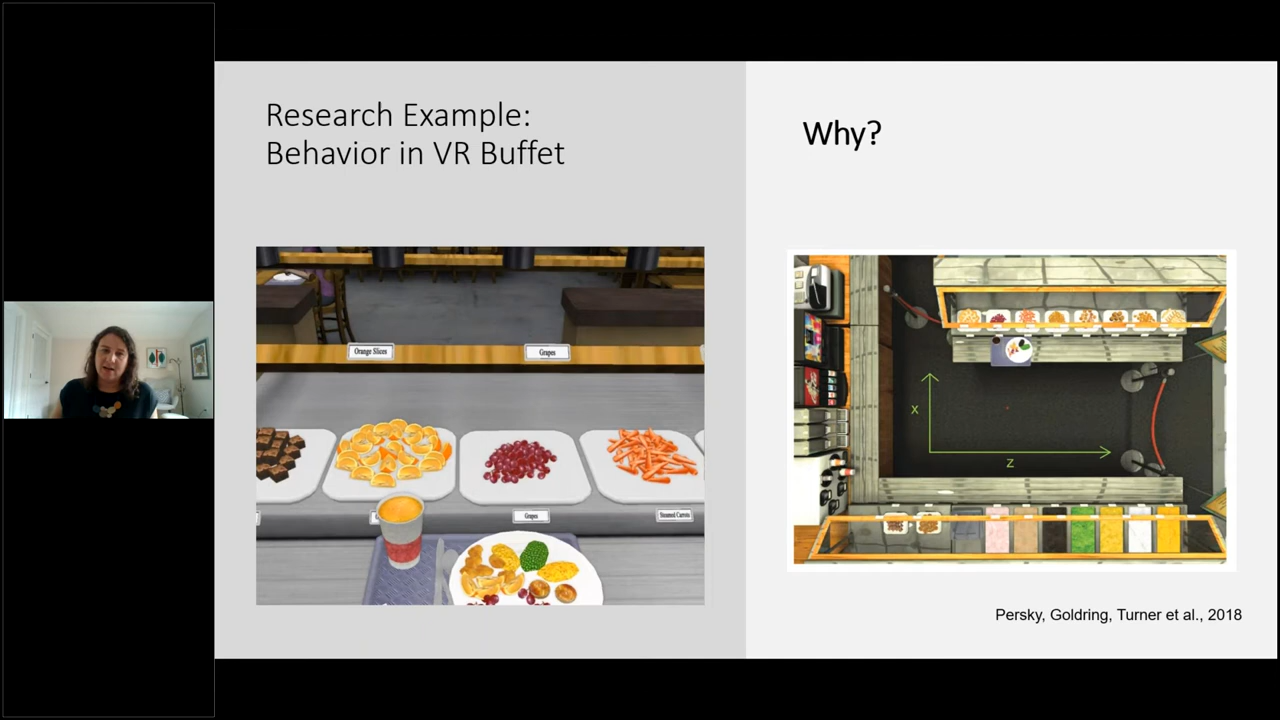 Research Example:
Behavior in VR Buffet
Why?
Orange Slices
Grapes
Grapes
Steamed Carrots
X
Z
Persky, Goldring, Turner et al., 2018